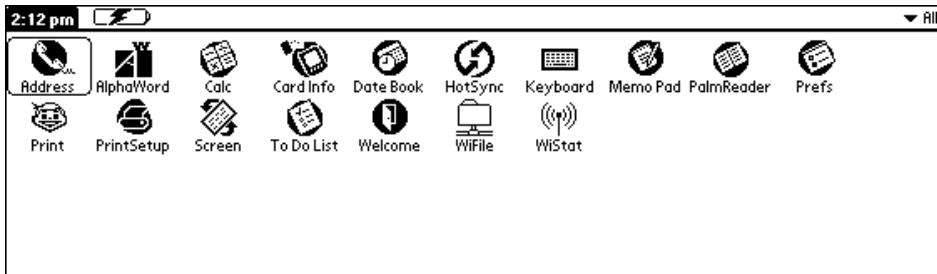 2:12 pm All
Address AlphaWord Calc Card Info Date Book HotSync Keyboard Memo Pad PalmReader Prefs
Print PrintSetup Screen To Do List Welcome WiFile WiStat